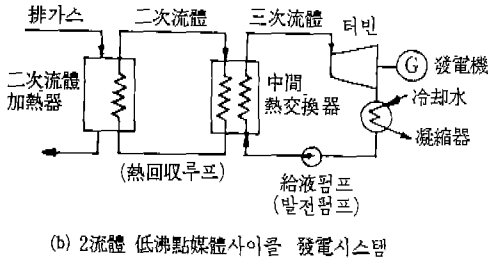 排가스
二次流體
三次流體
터빈
G
發電機
二次流體
加熱器
中間
熱交換器
冷却水
凝縮器
(熱回収루프)
給液펌프
(발전펌프)
(b) 2流體 低沸點媒體사이클 發電시스템